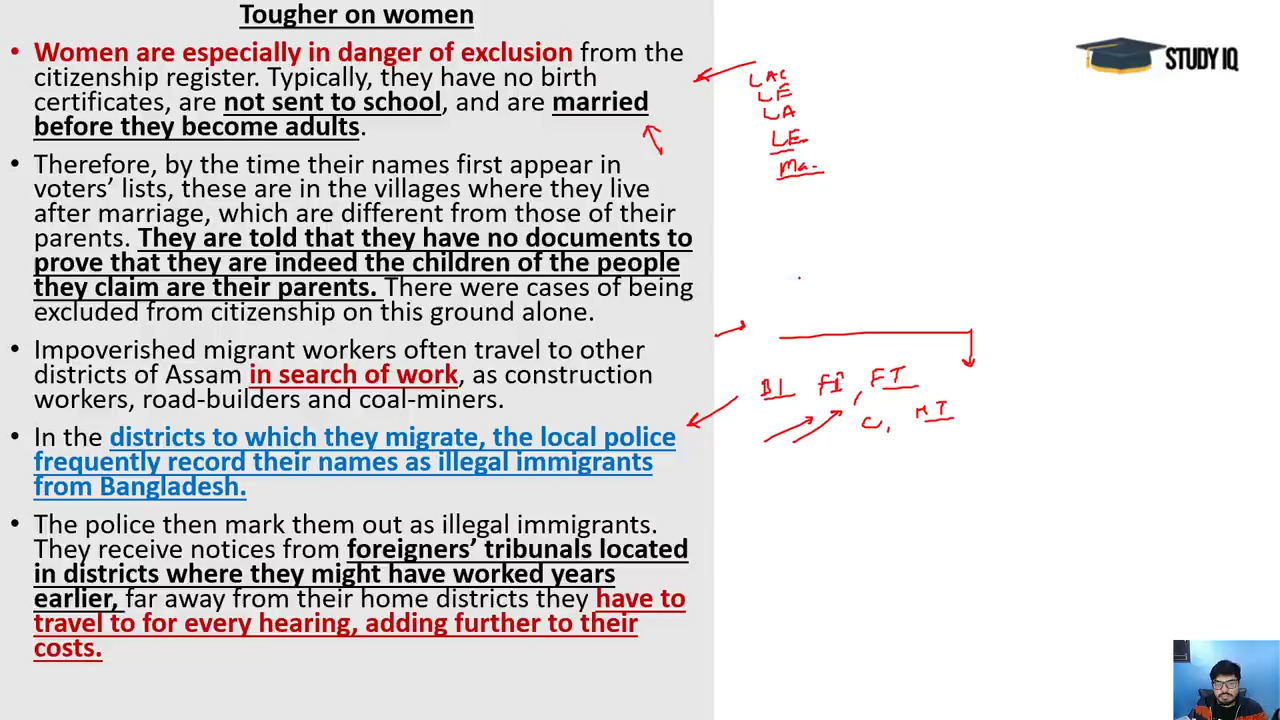 Tougher on women
• Women are especially in danger of exclusion from the
citizenship register. Typically, they have no birth
certificates, are not sent to school, and are married
before they become adults.
• Therefore, by the time their names first appear in
voters' lists, these are in the villages where they live
after marriage, which are different from those of their
parents. They are told that they have no documents to
prove that they are indeed the children of the people
they claim are their parents. There were cases of being
excluded from citizenship on this ground alone.
• Impoverished migrant workers often travel to other
districts of Assam in search of work, as construction
workers, road-builders and coal-miners.
• In the districts to which they migrate, the local police
frequently record their names as illegal immigrants
from Bangladesh.
• The police then mark them out as illegal immigrants.
They receive notices from foreigners' tribunals located
in districts where they might have worked years
earlier, far away from their home districts they have to
travel to for every hearing, adding further to their
costs.
STUDY IQ
LAC
LE
LA
LE
Ma.
FT